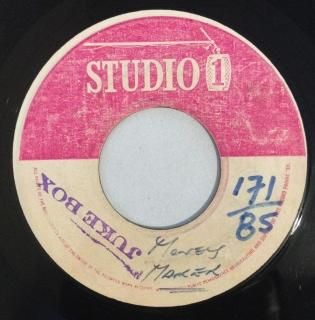 STUDIO 1
JUKE BOX
171
85
Money
Maker